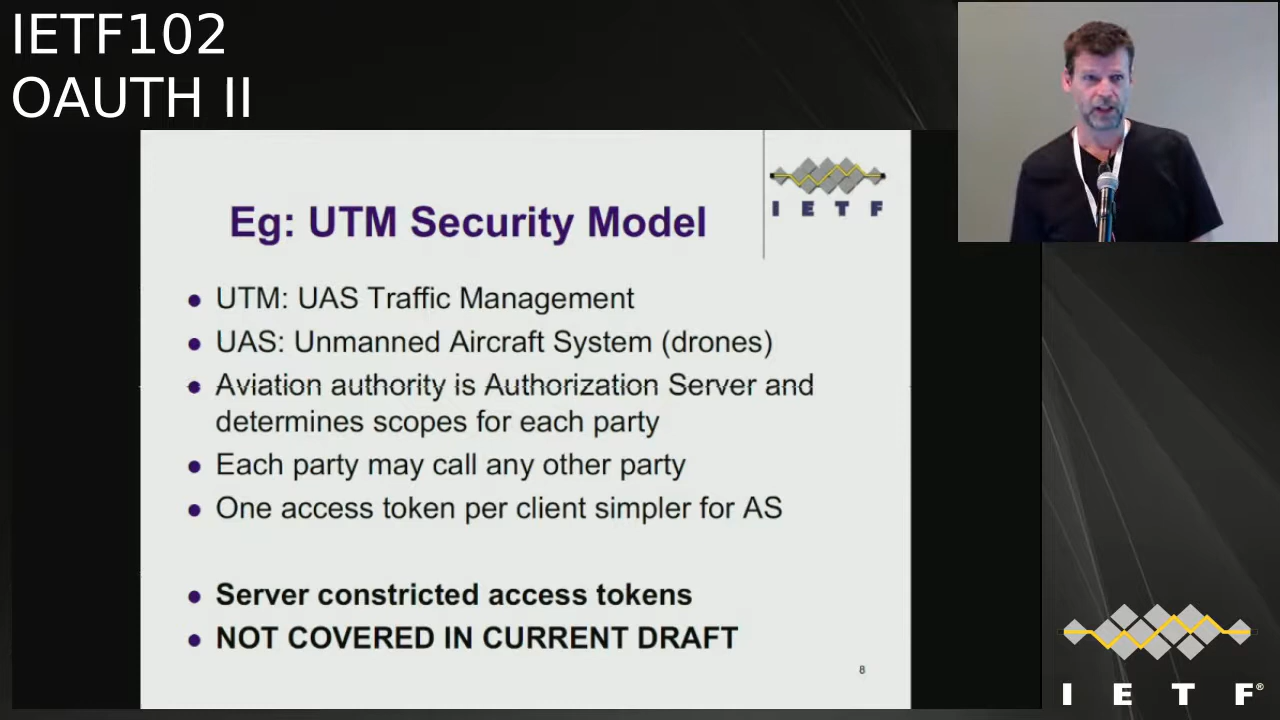 IETF102
OAUTH II
I E T F
Eg: UTM Security Model
● UTM: UAS Traffic Management
● UAS: Unmanned Aircraft System (drones)
● Aviation authority is Authorization Server and
determines scopes for each party
● Each party may call any other party
● One access token per client simpler for AS
● Server constricted access tokens
● NOT COVERED IN CURRENT DRAFT
8
I E T F®